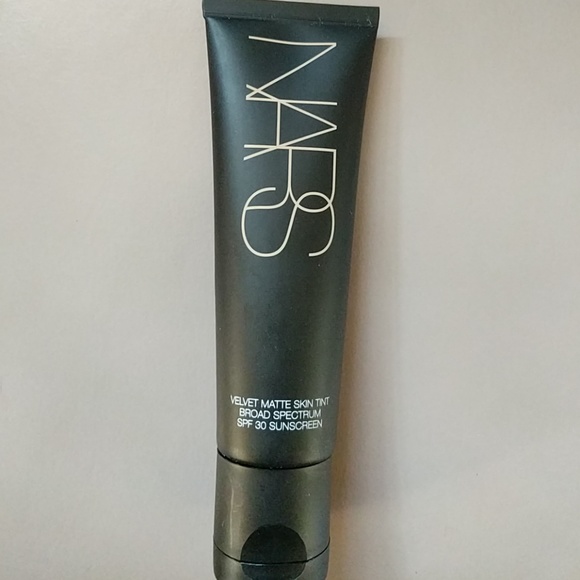 NARS
VELVET MATTE SKIN TINT
BROAD SPECTRUM
SPF 30 SUNSCREEN